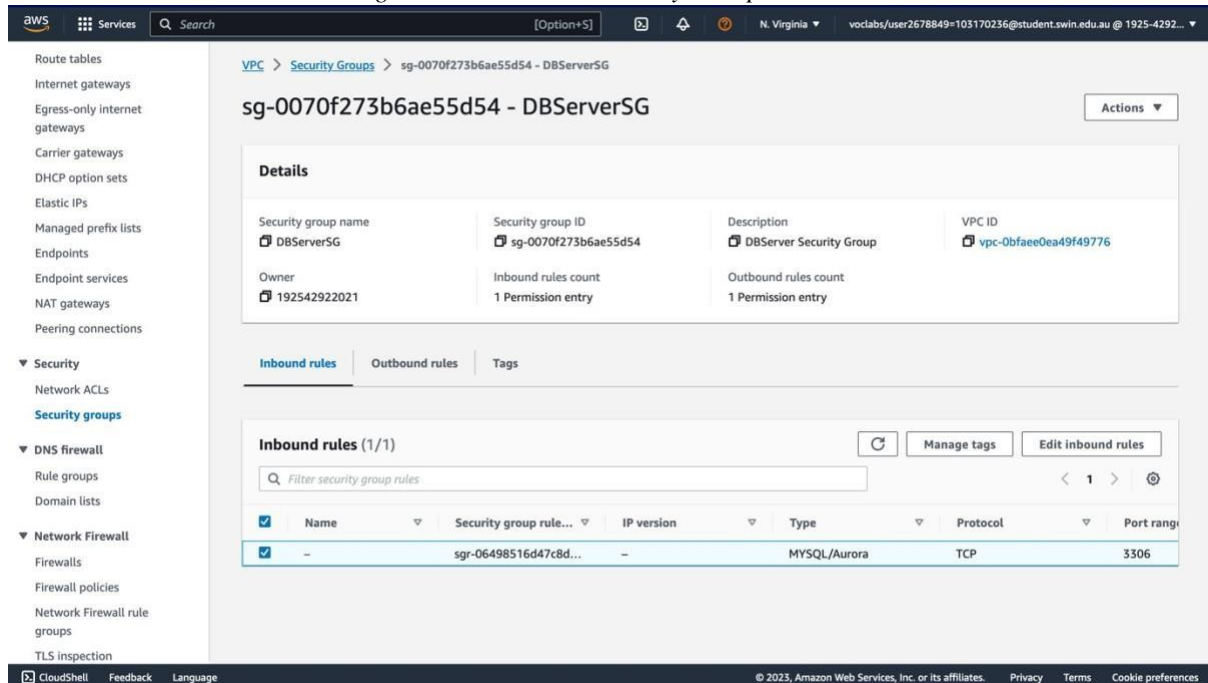 aws Services Search [Option+S] N. Virginia ▼ voclabs/user2678849=103170236@student.swin.edu.au @ 1925-4292... ▼
Route tables
Internet gateways
Egress-only internet
gateways
Carrier gateways
DHCP option sets
Elastic IPs
Managed prefix lists
Endpoints
Endpoint services
NAT gateways
Peering connections
▼ Security
Network ACLs
Security groups
▼ DNS firewall
Rule groups
Domain lists
▼ Network Firewall
Firewalls
Firewall policies
Network Firewall rule
groups
TLS inspection
VPC > Security Groups > sg-0070f273b6ae55d54 - DBServerSG
sg-0070f273b6ae55d54 - DBServerSG
Actions ▼
Details
Security group name Security group ID Description VPC ID
DBServerSG sg-0070f273b6ae55d54 DBServer Security Group vpc-0bfaee0ea49f49776
Owner Inbound rules count Outbound rules count
192542922021 1 Permission entry 1 Permission entry
Inbound rules Outbound rules Tags
Inbound rules (1/1) Manage tags Edit inbound rules
Filter security group rules < 1 >
Name Security group rule... IP version Type Protocol Port rang
– sgr-06498516d47c8d... – MYSQL/Aurora TCP 3306
CloudShell Feedback Language © 2023, Amazon Web Services, Inc. or its affiliates. Privacy Terms Cookie preferences